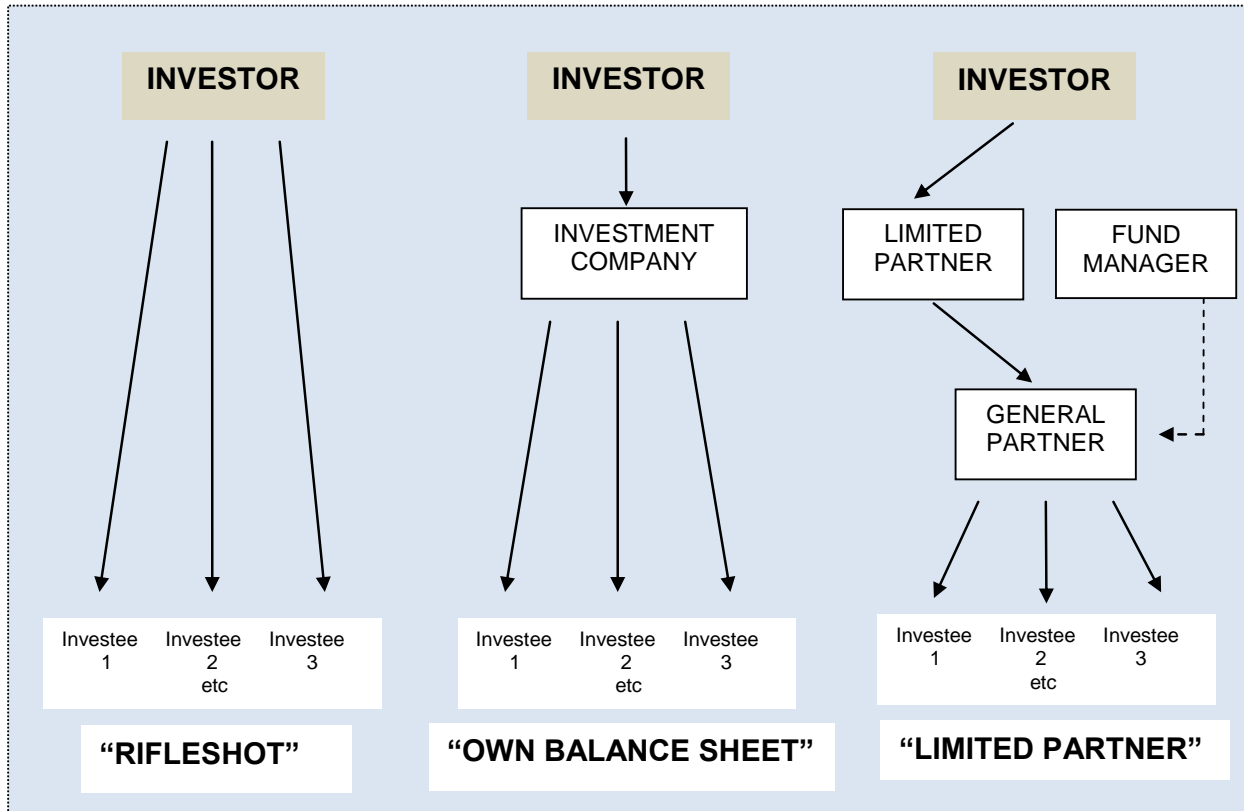 INVESTOR
INVESTOR
INVESTOR
INVESTMENT
COMPANY
LIMITED
PARTNER
FUND
MANAGER
GENERAL
PARTNER
Investee
1
Investee
2
etc
Investee
3
Investee
1
Investee
2
etc
Investee
3
Investee
1
Investee
2
etc
Investee
3
“RIFLESHOT”
“OWN BALANCE SHEET”
“LIMITED PARTNER”